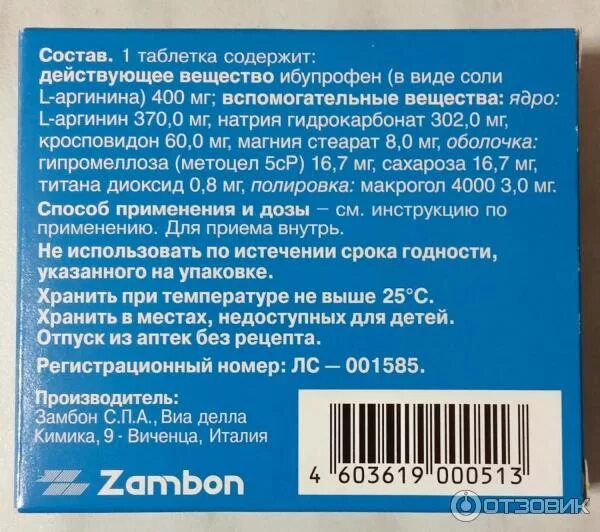 Состав. 1 таблетка содержит:
действующее вещество ибупрофен (в виде соли
L-аргинина) 400 мг; вспомогательные вещества: ядро:
L-аргинин 370,0 мг, натрия гидрокарбонат 302,0 мг,
кросповидон 60,0 мг, магния стеарат 8,0 мг, оболочка:
гипромеллоза (метоцел 5сР) 16,7 мг, сахароза 16,7 мг,
титана диоксид 0,8 мг, полировка: макрогол 4000 3,0 мг.
Способ применения и дозы – см. инструкцию по
применению. Для приема внутрь.
Не использовать по истечении срока годности,
указанного на упаковке.
Хранить при температуре не выше 25°С.
Хранить в местах, недоступных для детей.
Отпуск из аптек без рецепта.
Регистрационный номер: ЛС – 001585.
Производитель:
Замбон С.П.А., Виа делла
Кимика, 9 - Виченца, Италия
Zambon
4 603619 000513
ОТЗОВИК